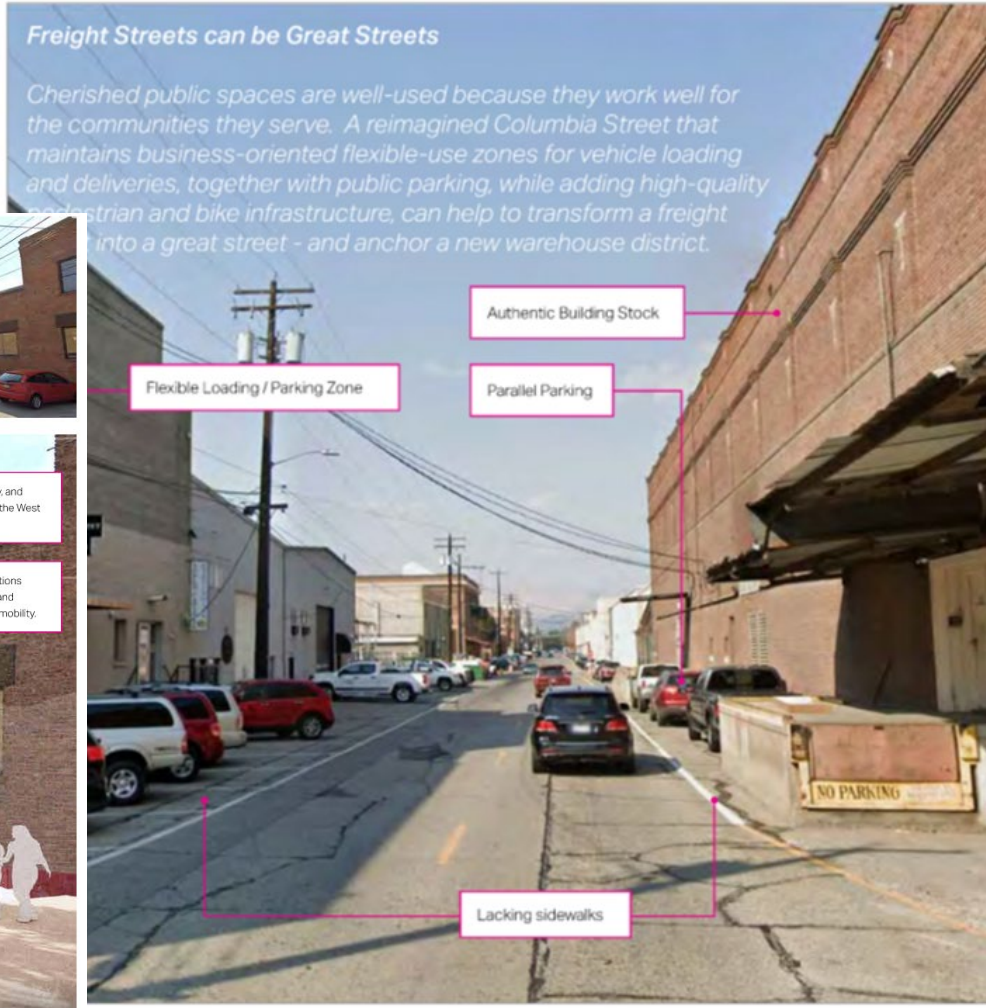 Freight Streets can be Great Streets
Cherished public spaces are well-used because they work well for
the communities they serve. A reimagined Columbia Street that
maintains business-oriented flexible-use zones for vehicle loading
and deliveries, together with public parking, while adding high-quality
pedestrian and bike infrastructure, can help to transform a freight
into a great street - and anchor a new warehouse district.
Authentic Building Stock
Flexible Loading / Parking Zone
Parallel Parking
and
the West
and
mobility.
NO PARKING
Lacking sidewalks